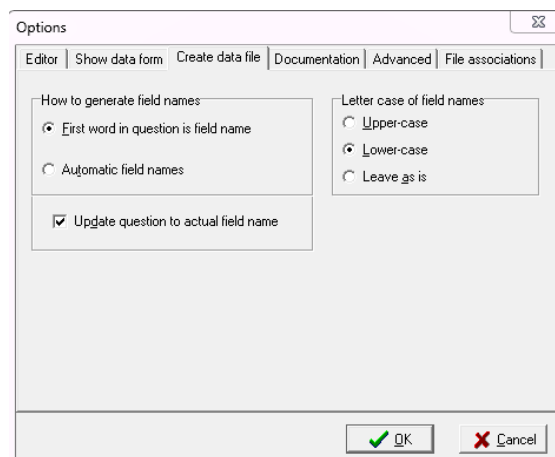 Options
Editor Show data form Create data file Documentation Advanced File associations
How to generate field names
First word in question is field name
Automatic field names
Update question to actual field name
Letter case of field names
Upper-case
Lower-case
Leave as is
OK Cancel